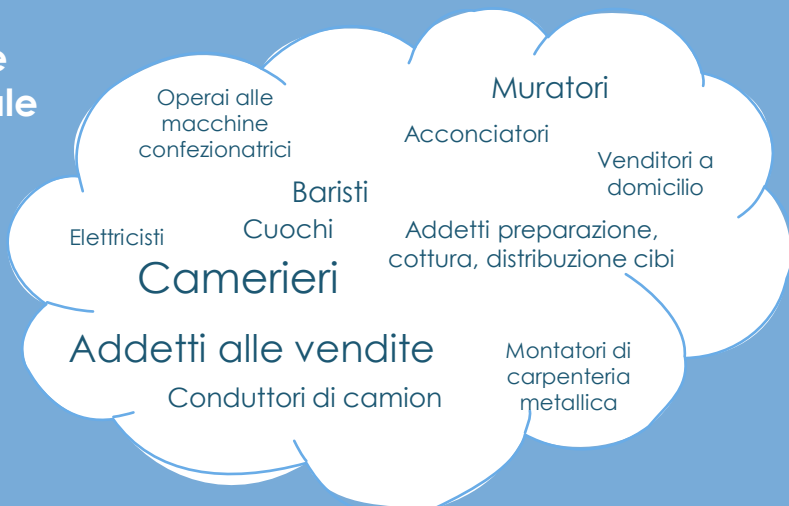 Muratori
Operai alle
macchine
confezionatrici
Acconciatori
Venditori a
domicilio
Baristi
Elettricisti
Cuochi
Addetti preparazione,
cottura, distribuzione cibi
Camerieri
Addetti alle vendite
Montatori di
carpenteria
metallica
Conduttori di camion